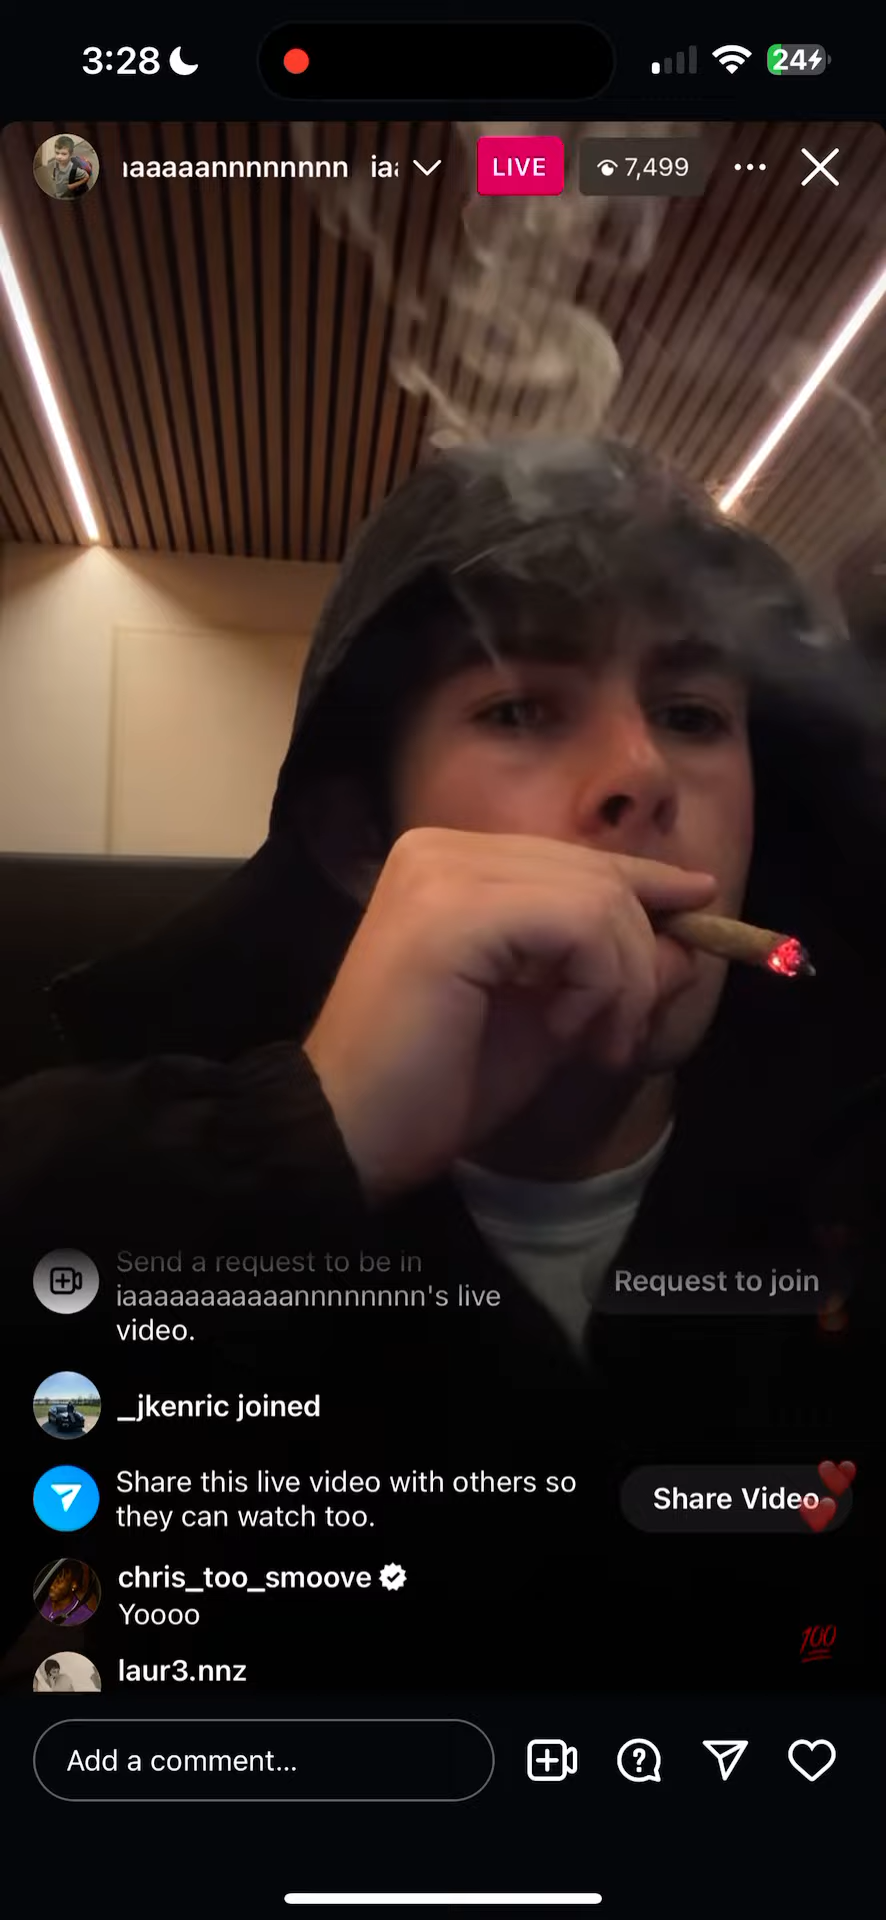 3:28
24
ıaaaaannnnnnnn iaa
LIVE
7,499
Send a request to be in
iaaaaaaaaaaannnnnnnn's live
video.
Request to join
_jkenric joined
Share this live video with others so
they can watch too.
Share Video
chris_too_smoove
Yoooo
100
laur3.nnz
Add a comment...